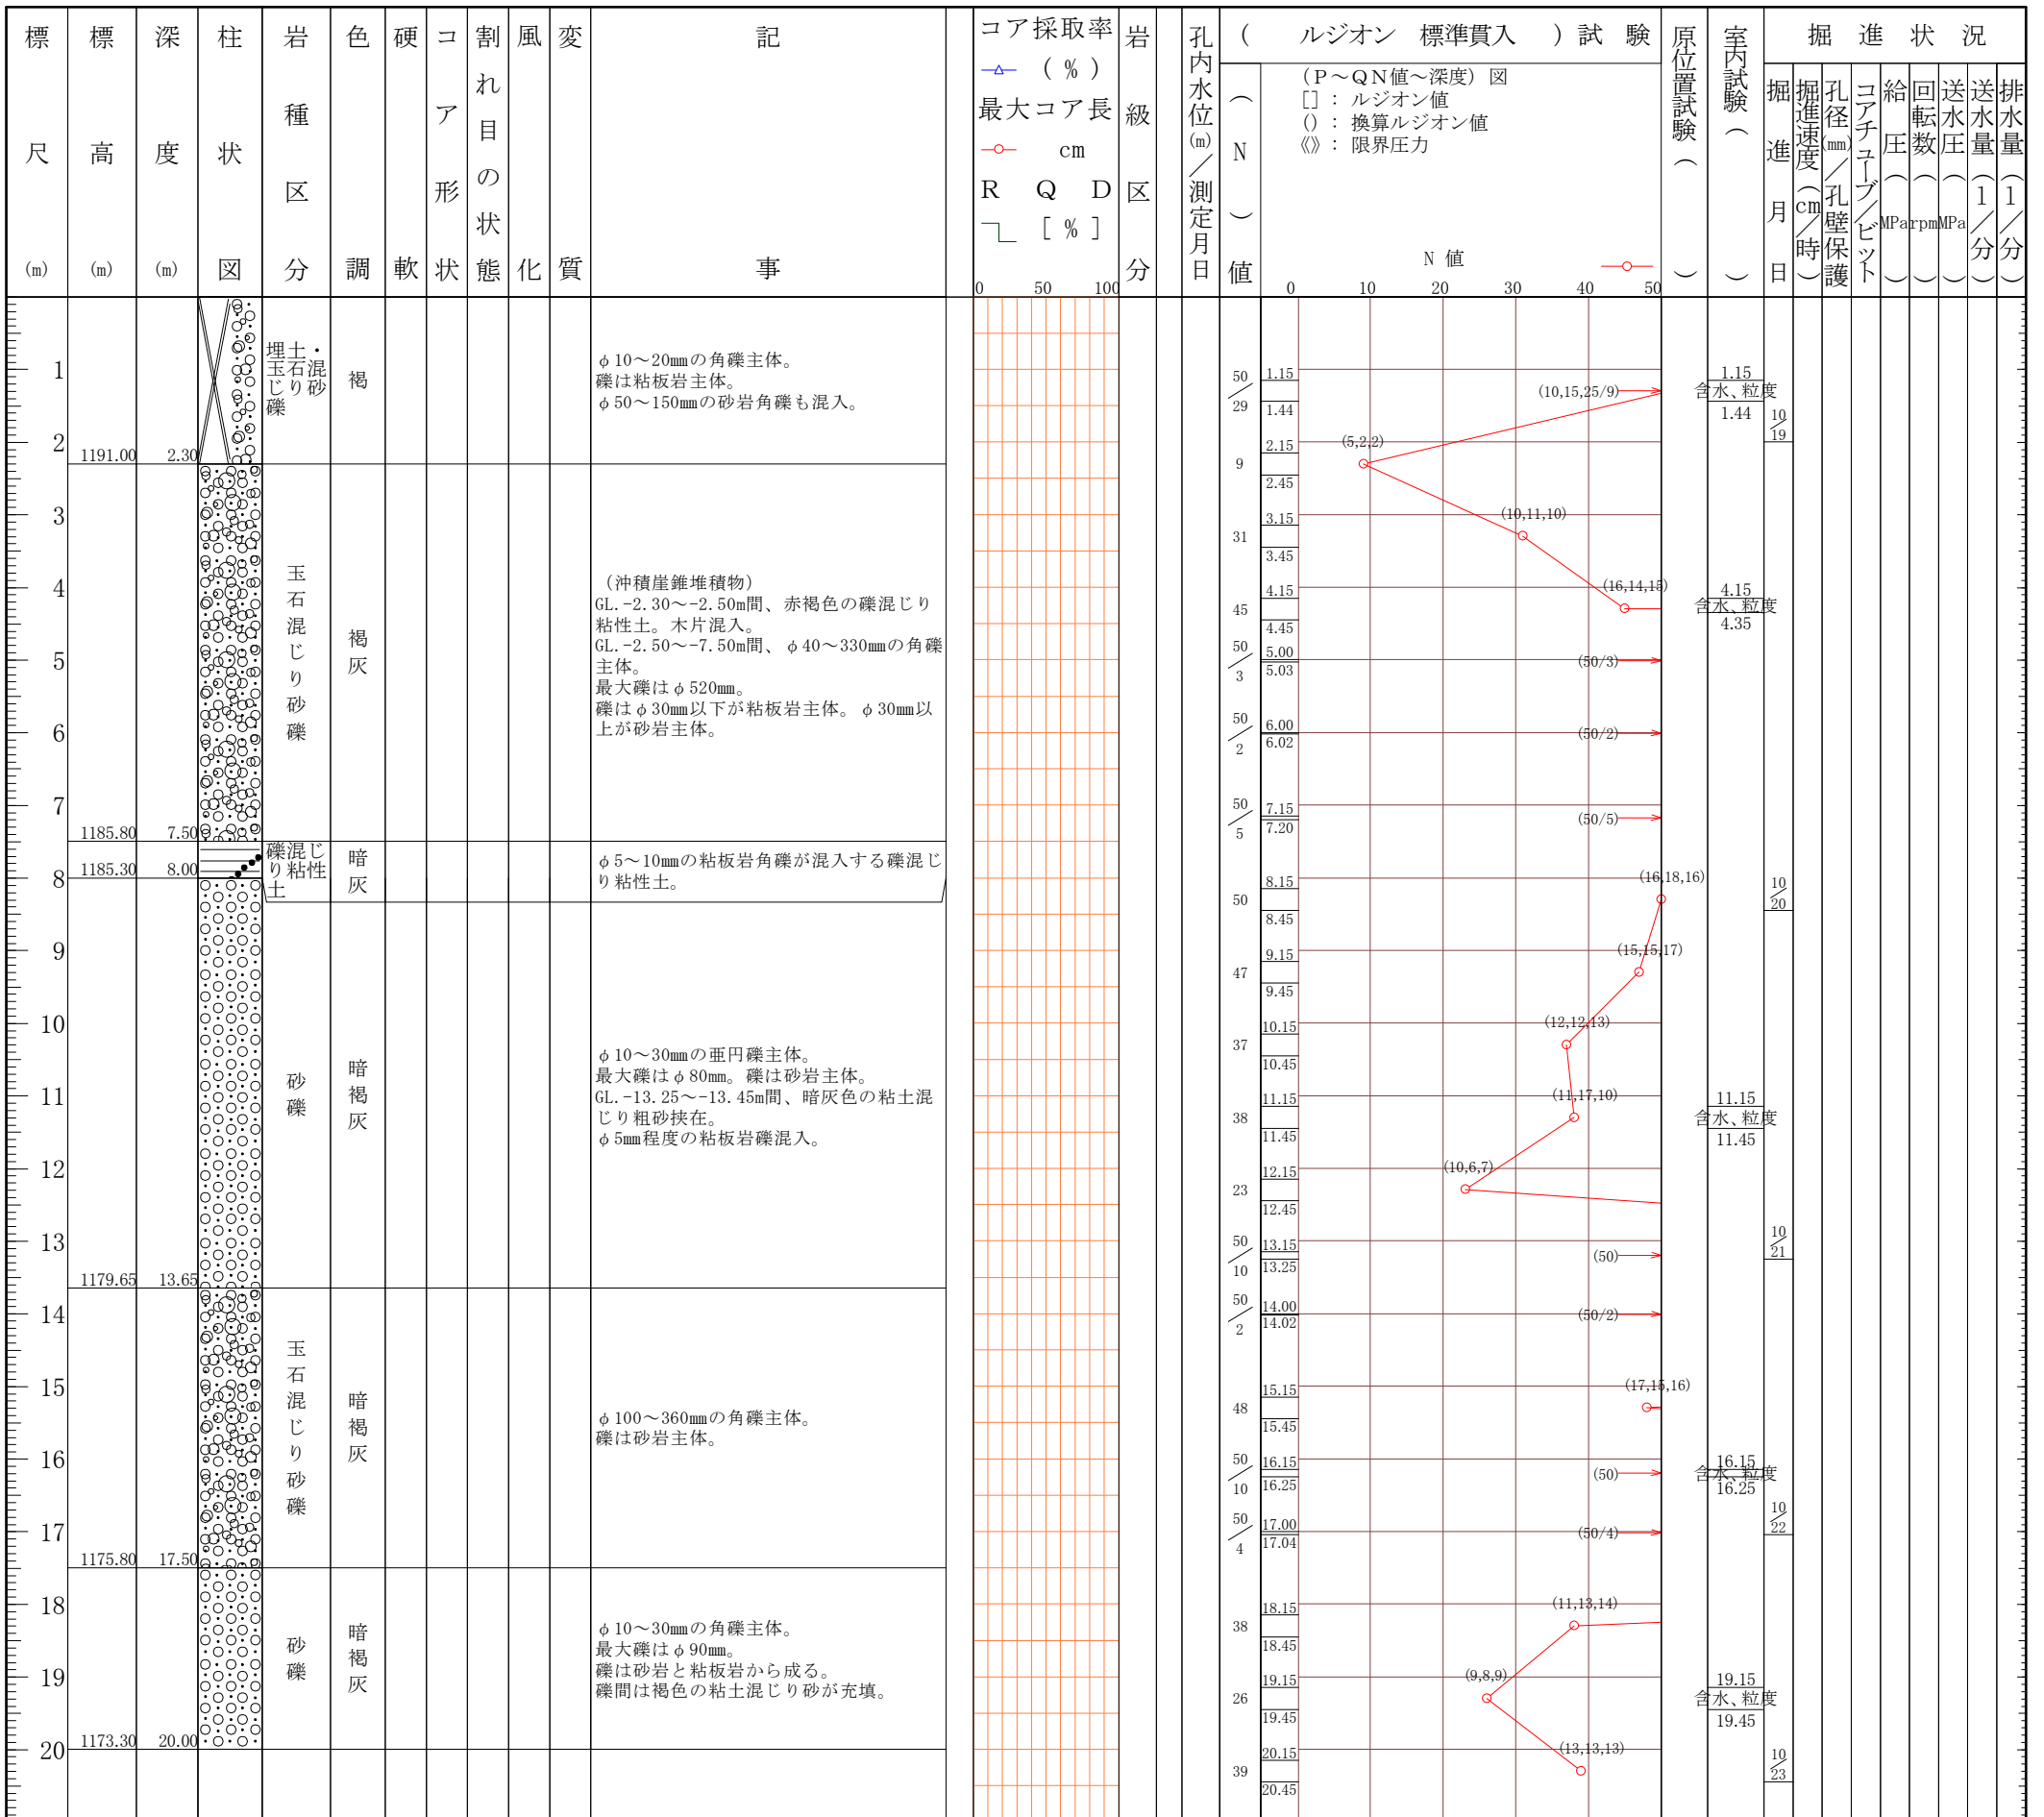 標尺(m)
標高(m)
深度(m)
柱状図
岩種区分
色調
硬軟
コア形状
割れ目の状態
風化
変質
記事
コア採取率
(%)
最大コア長
cm
RQD
[%]
0 50 100
岩級区分
孔内水位(m)/測定月日
( ルジオン 標準貫入 )試験
(N)値
(P~QN値~深度)図
[]: ルジオン値
(): 換算ルジオン値
《》: 限界圧力
N 値
0 10 20 30 40 50
原位置試験()
室内試験()
掘進状況
掘進月日
掘進速度(cm/時)
孔径(mm)/孔壁保護
コアチューブ/ビット
給圧(MPa)
回転数(rpm)
送水圧(MPa)
送水量(l/分)
排水量(l/分)
1
2
3
4
5
6
7
8
9
10
11
12
13
14
15
16
17
18
19
20
1191.00 2.30
1185.80 7.50
1185.30 8.00
1179.65 13.65
1175.80 17.50
1173.30 20.00
埋土・
玉石混
じり砂
礫
褐
φ10~20mmの角礫主体。
礫は粘板岩主体。
φ50~150mmの砂岩角礫も混入。
玉石混じり砂礫
褐灰
(沖積崖錐堆積物)
GL.-2.30~-2.50m間、赤褐色の礫混じり
粘性土。木片混入。
GL.-2.50~-7.50m間、φ40~330mmの角礫
主体。
最大礫はφ520mm。
礫はφ30mm以下が粘板岩主体。φ30mm以
上が砂岩主体。
礫混じ
り粘性
土
暗灰
φ5~10mmの粘板岩角礫が混入する礫混じ
り粘性土。
砂礫
暗褐灰
φ10~30mmの亜円礫主体。
最大礫はφ80mm。礫は砂岩主体。
GL.-13.25~-13.45m間、暗灰色の粘土混
じり粗砂挟在。
φ5mm程度の粘板岩礫混入。
玉石混じり砂礫
暗褐灰
φ100~360mmの角礫主体。
礫は砂岩主体。
砂礫
暗褐灰
φ10~30mmの角礫主体。
最大礫はφ90mm。
礫は砂岩と粘板岩から成る。
礫間は褐色の粘土混じり砂が充填。
50/29 1.15 1.44 (10,15,25/9)
9 2.15 2.45 (5,2,2)
31 3.15 3.45 (10,11,10)
45 4.15 4.45 (16,14,15)
50/3 5.00 5.03 (50/3)
50/2 6.00 6.02 (50/2)
50/5 7.15 7.20 (50/5)
50 8.15 8.45 (16,18,16)
47 9.15 9.45 (15,15,17)
37 10.15 10.45 (12,12,13)
38 11.15 11.45 (11,17,10)
23 12.15 12.45 (10,6,7)
50/10 13.15 13.25 (50)
50/2 14.00 14.02 (50/2)
48 15.15 15.45 (17,15,16)
50/10 16.15 16.25 (50)
50/4 17.00 17.04 (50/4)
38 18.15 18.45 (11,13,14)
26 19.15 19.45 (9,8,9)
39 20.15 20.45 (13,13,13)
1.15
含水、粒度
1.44
4.15
含水、粒度
4.35
11.15
含水、粒度
11.45
16.15
含水、粒度
16.25
19.15
含水、粒度
19.45
10/19
10/20
10/21
10/22
10/23